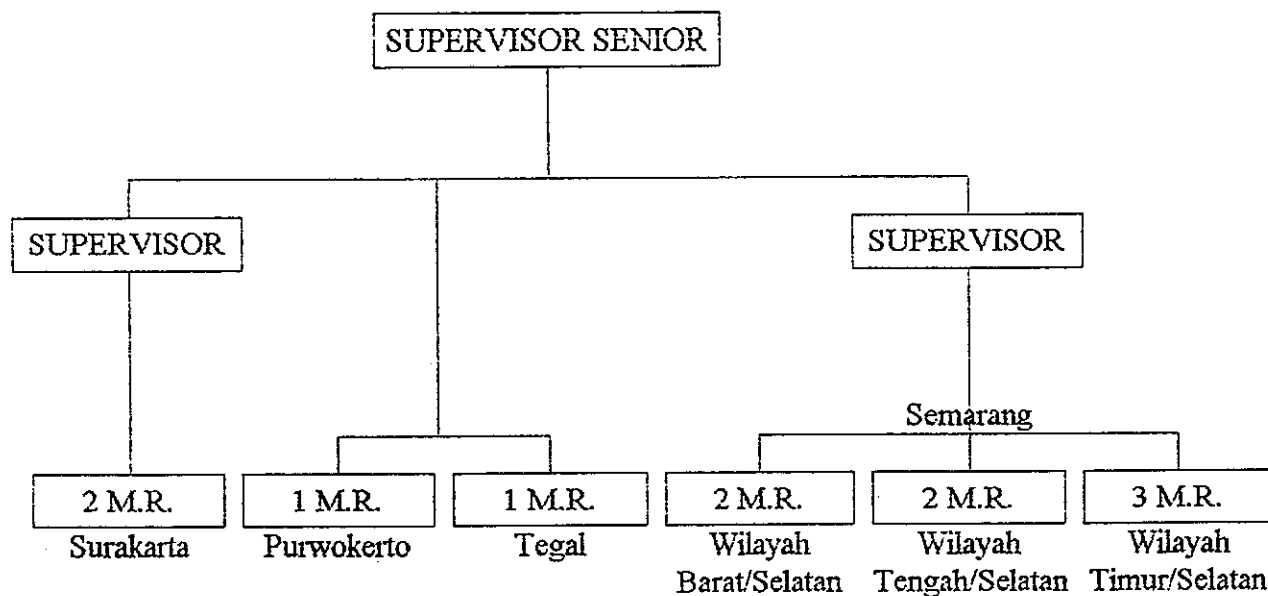 SUPERVISOR SENIOR
SUPERVISOR
SUPERVISOR
Semarang
2 M.R.
1 M.R.
1 M.R.
2 M.R.
2 M.R.
3 M.R.
Surakarta
Purwokerto
Tegal
Wilayah
Barat/Selatan
Wilayah
Tengah/Selatan
Wilayah
Timur/Selatan